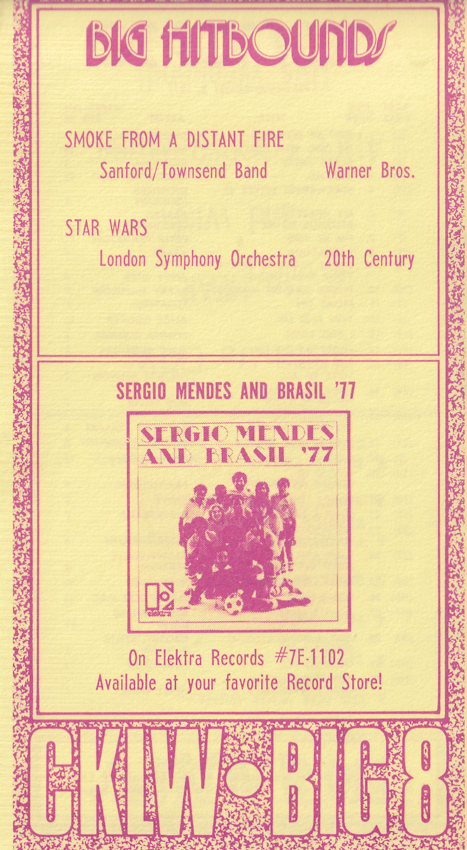 BIG HITBOUNDS
SMOKE FROM A DISTANT FIRE
Sanford/Townsend Band Warner Bros.
STAR WARS
London Symphony Orchestra 20th Century
SERGIO MENDES AND BRASIL '77
SERGIO MENDES
AND BRASIL '77
elektra
On Elektra Records #7E-1102
Available at your favorite Record Store!
CKLW•BIG 8